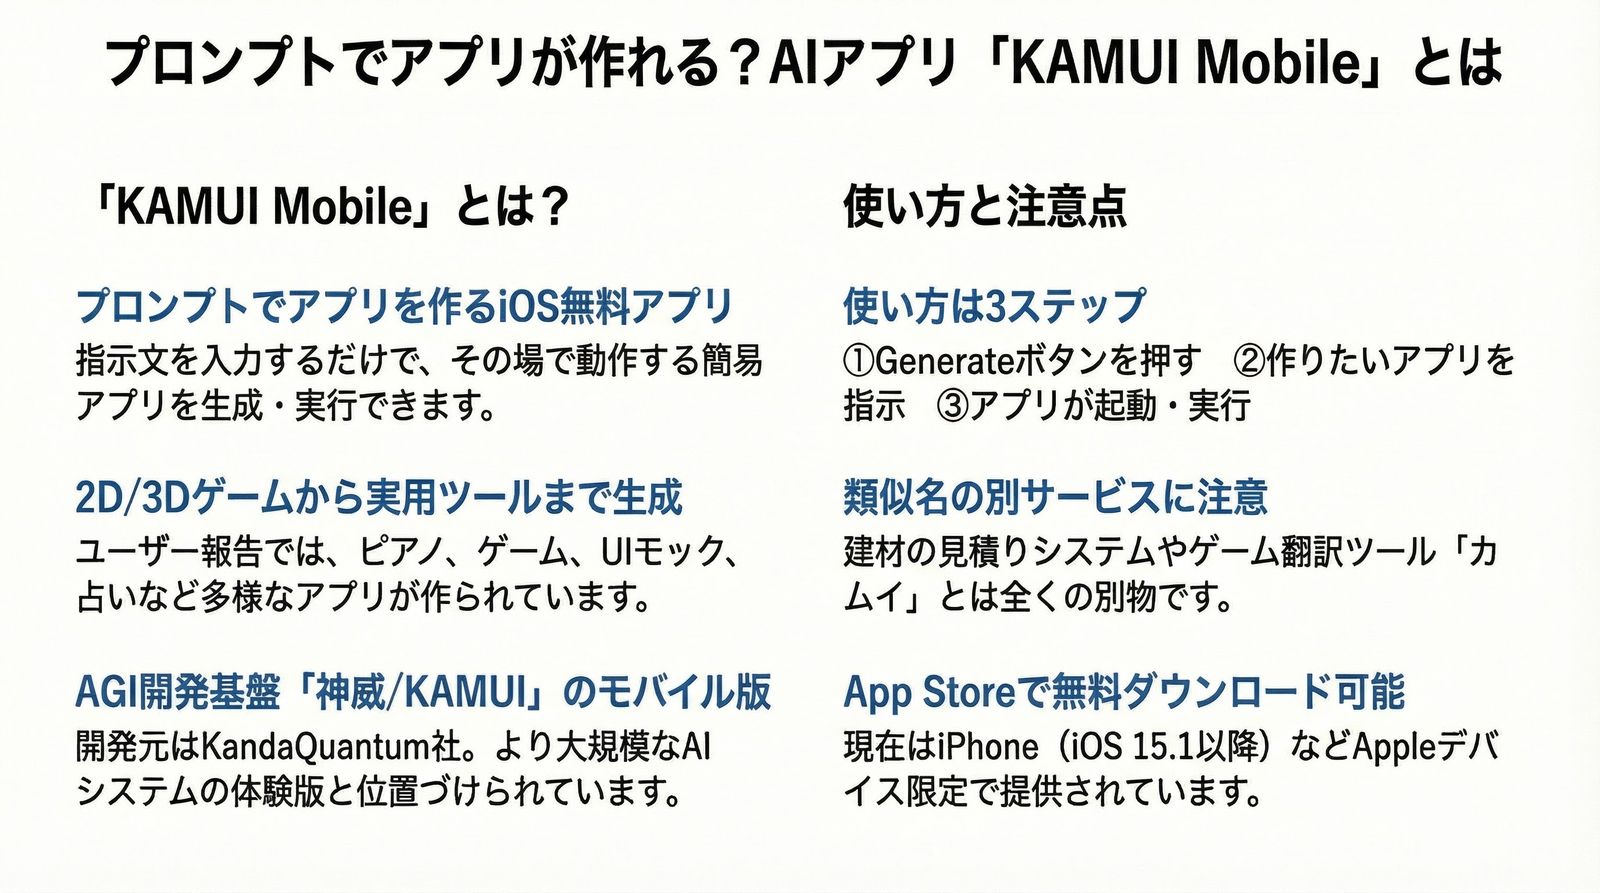 プロンプトでアプリが作れる？AIアプリ「KAMUI Mobile」とは
「KAMUI Mobile」とは？
プロンプトでアプリを作るiOS無料アプリ
指示文を入力するだけで、その場で動作する簡易
アプリを生成・実行できます。
2D/3Dゲームから実用ツールまで生成
ユーザー報告では、ピアノ、ゲーム、UIモック、
占いなど多様なアプリが作られています。
AGI開発基盤「神威/KAMUI」のモバイル版
開発元はKandaQuantum社。より大規模なAI
システムの体験版と位置づけられています。
使い方と注意点
使い方は3ステップ
①Generateボタンを押す　②作りたいアプリを
指示　③アプリが起動・実行
類似名の別サービスに注意
建材の見積りシステムやゲーム翻訳ツール「カ
ムイ」とは全くの別物です。
App Storeで無料ダウンロード可能
現在はiPhone（iOS 15.1以降）などAppleデバ
イス限定で提供されています。